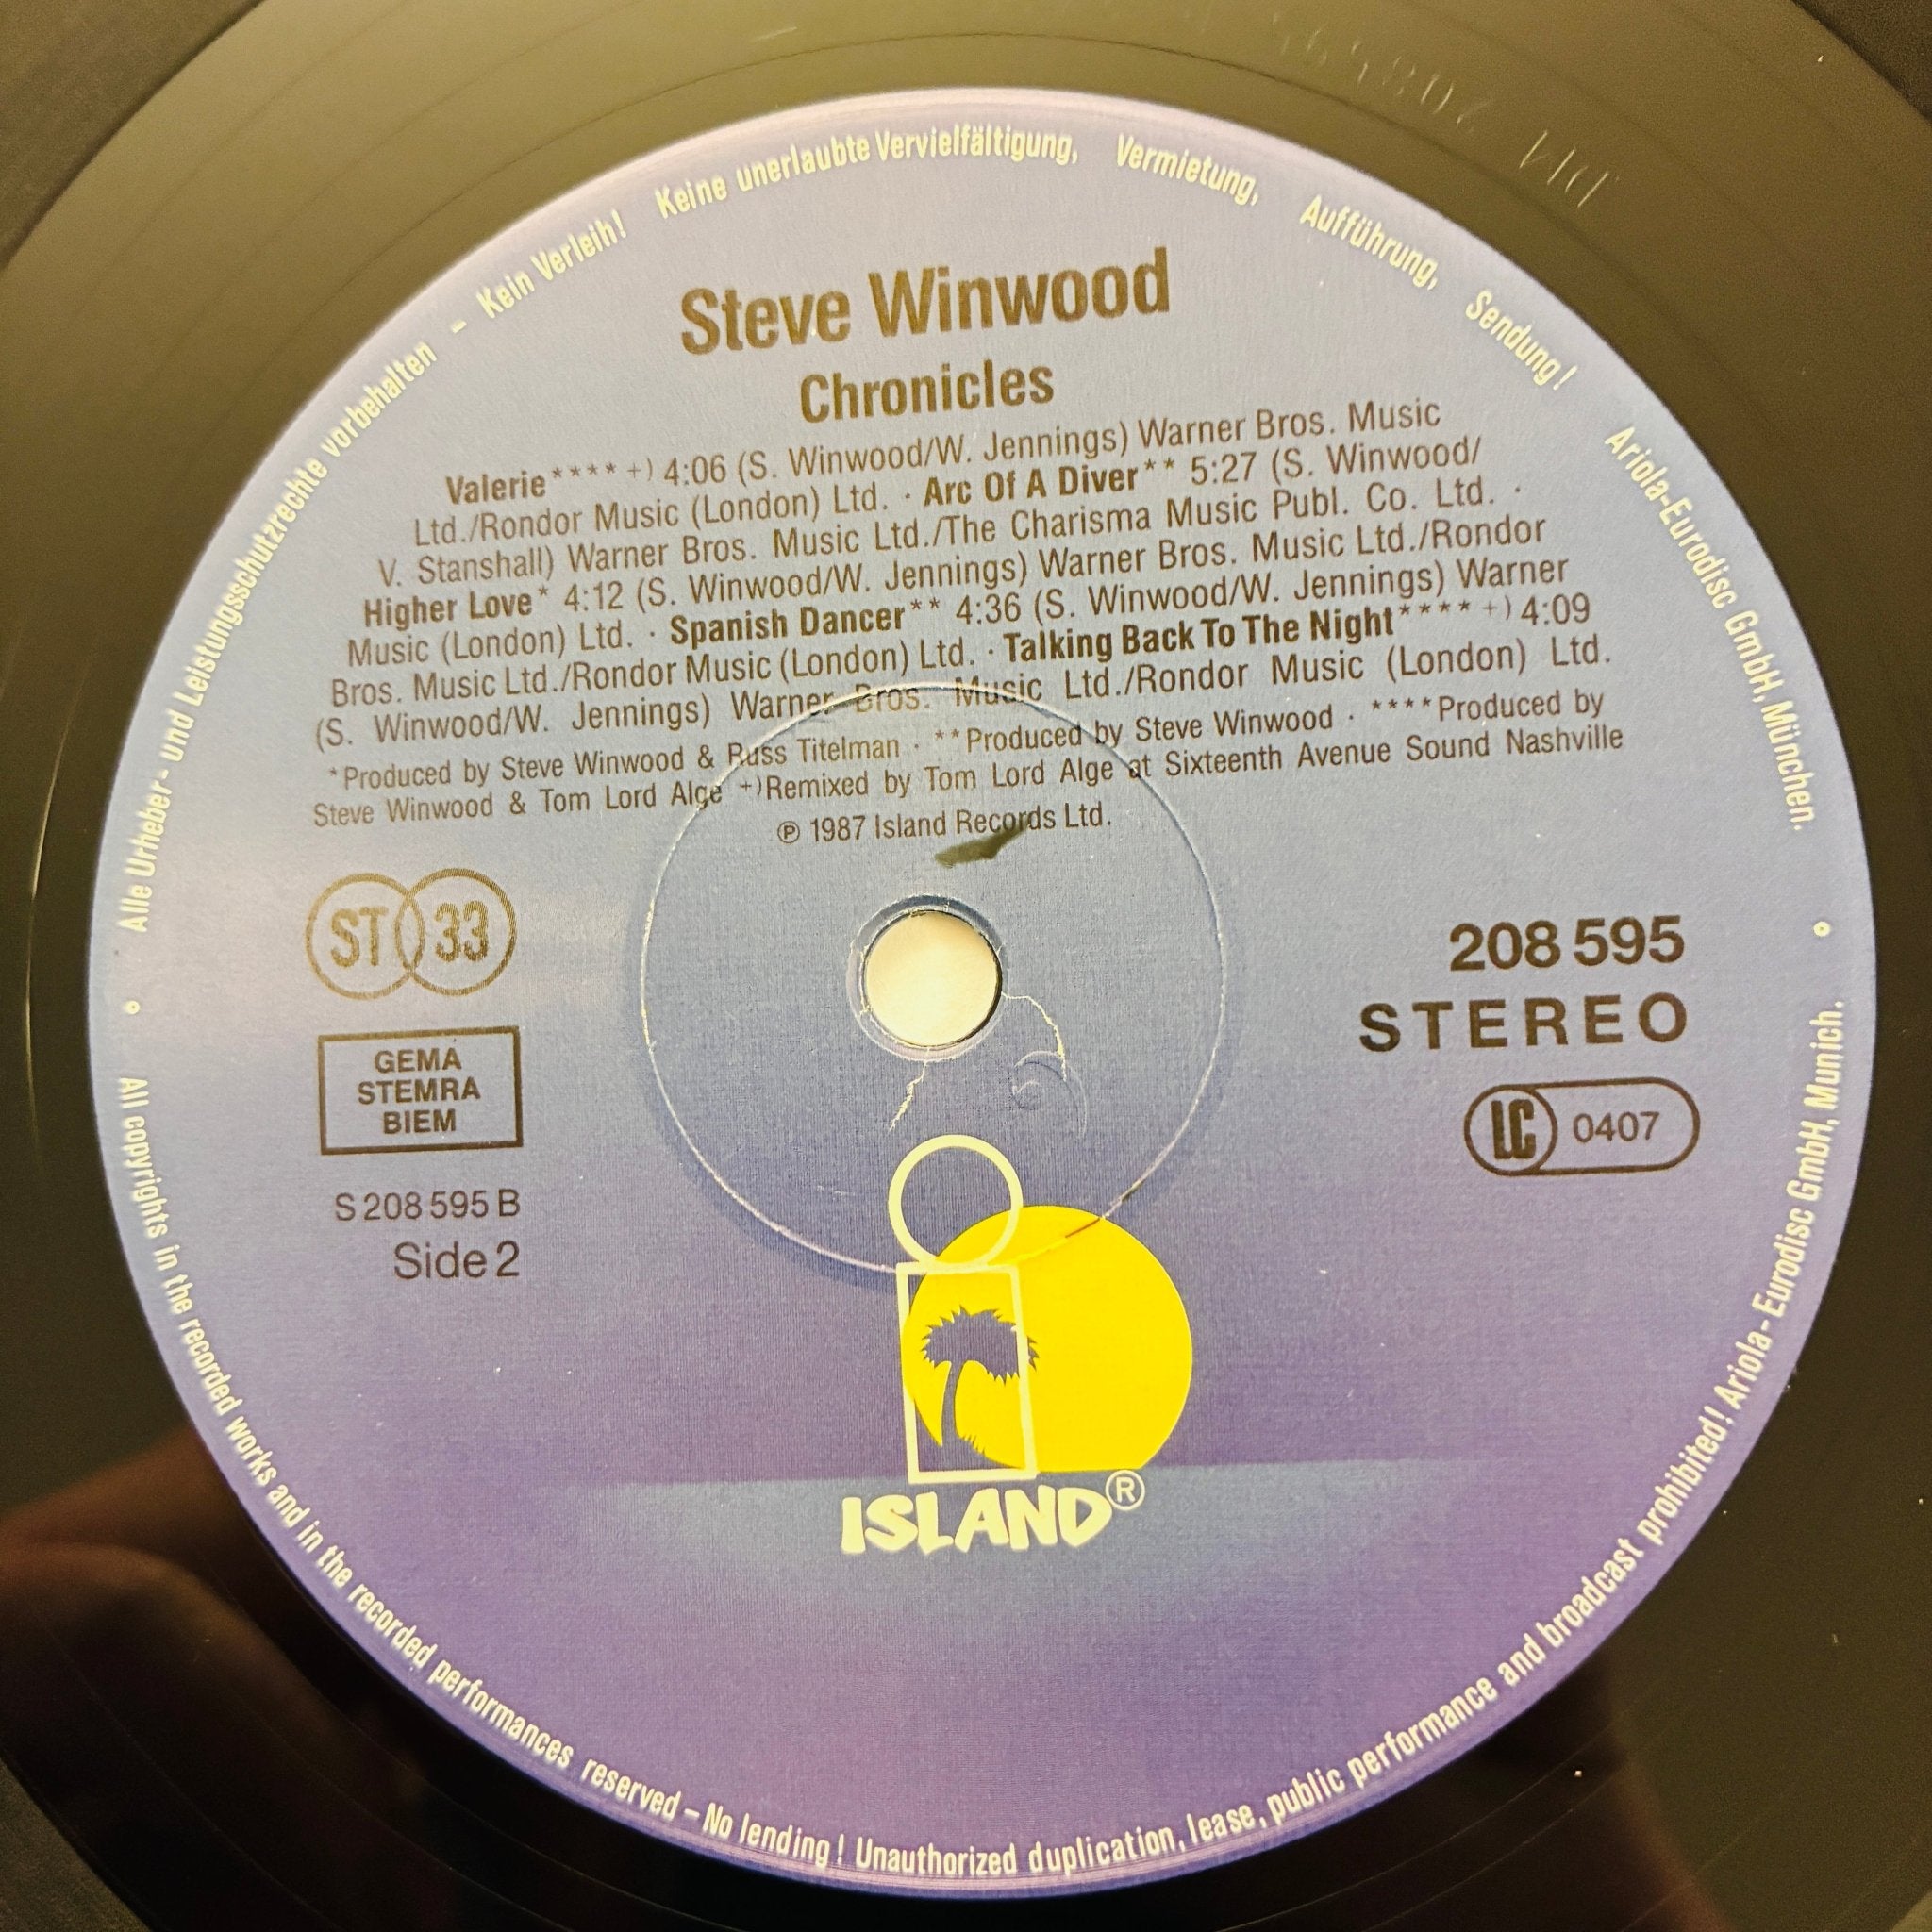 Steve Winwood
Chronicles
Valerie**** +) 4:06 (S. Winwood/W. Jennings) Warner Bros. Music
Ltd./Rondor Music (London) Ltd. · Arc Of A Diver** 5:27 (S. Winwood/
V. Stanshall) Warner Bros. Music Ltd./The Charisma Music Publ. Co. Ltd. ·
Higher Love* 4:12 (S. Winwood/W. Jennings) Warner Bros. Music Ltd./Rondor
Music (London) Ltd. · Spanish Dancer** 4:36 (S. Winwood/W. Jennings) Warner
Bros. Music Ltd./Rondor Music (London) Ltd. · Talking Back To The Night**** +) 4:09
(S. Winwood/W. Jennings) Warner Bros. Music Ltd./Rondor Music (London) Ltd.
*Produced by Steve Winwood & Russ Titelman · **Produced by Steve Winwood · ****Produced by
Steve Winwood & Tom Lord Alge +)Remixed by Tom Lord Alge at Sixteenth Avenue Sound Nashville
℗ 1987 Island Records Ltd.
ST 33
GEMA
STEMRA
BIEM
S 208 595 B
Side 2
208 595
STEREO
LC 0407
ISLAND®
Alle Urheber- und Leistungsschutzrechte vorbehalten – Kein Verleih! Keine unerlaubte Vervielfältigung, Vermietung, Aufführung, Sendung! Ariola-Eurodisc GmbH, München.
All copyrights in the recorded works and in the recorded performances reserved – No lending! Unauthorized duplication, lease, public performance and broadcast prohibited! Ariola-Eurodisc GmbH, Munich.